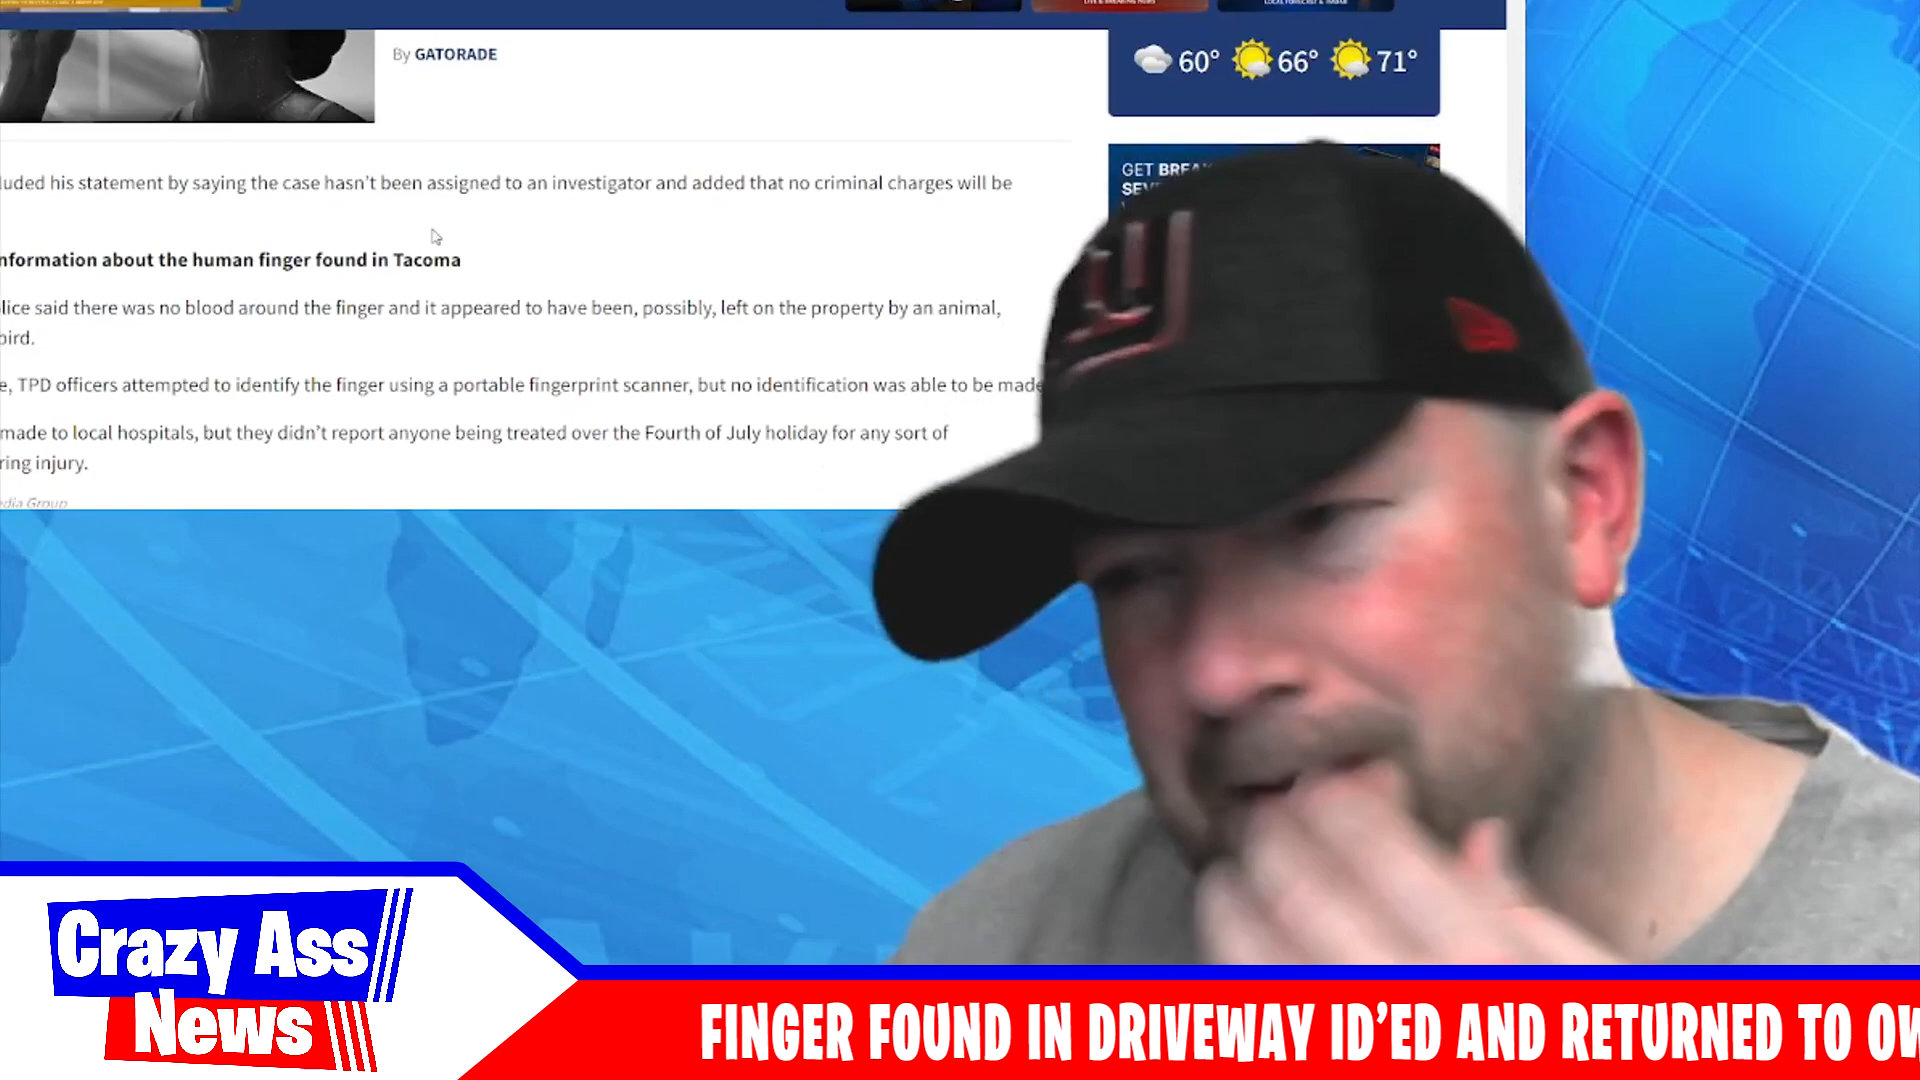 By GATORADE
60° 66° 71°
GET BREA
SEV
luded his statement by saying the case hasn't been assigned to an investigator and added that no criminal charges will be
nformation about the human finger found in Tacoma
lice said there was no blood around the finger and it appeared to have been, possibly, left on the property by an animal,
bird.
e, TPD officers attempted to identify the finger using a portable fingerprint scanner, but no identification was able to be made
made to local hospitals, but they didn't report anyone being treated over the Fourth of July holiday for any sort of
ring injury.
edia Group
Crazy Ass
News
FINGER FOUND IN DRIVEWAY ID'ED AND RETURNED TO OW